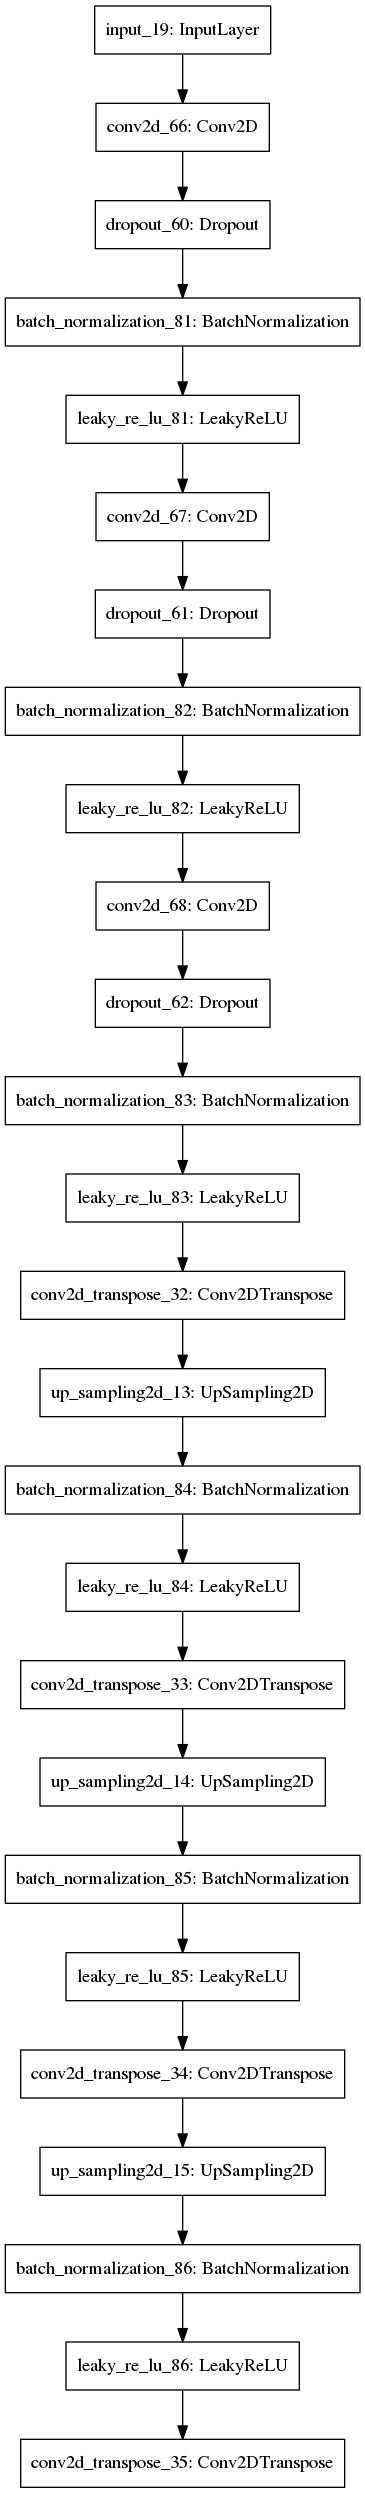 input_19: InputLayer
conv2d_66: Conv2D
dropout_60: Dropout
batch_normalization_81: BatchNormalization
leaky_re_lu_81: LeakyReLU
conv2d_67: Conv2D
dropout_61: Dropout
batch_normalization_82: BatchNormalization
leaky_re_lu_82: LeakyReLU
conv2d_68: Conv2D
dropout_62: Dropout
batch_normalization_83: BatchNormalization
leaky_re_lu_83: LeakyReLU
conv2d_transpose_32: Conv2DTranspose
up_sampling2d_13: UpSampling2D
batch_normalization_84: BatchNormalization
leaky_re_lu_84: LeakyReLU
conv2d_transpose_33: Conv2DTranspose
up_sampling2d_14: UpSampling2D
batch_normalization_85: BatchNormalization
leaky_re_lu_85: LeakyReLU
conv2d_transpose_34: Conv2DTranspose
up_sampling2d_15: UpSampling2D
batch_normalization_86: BatchNormalization
leaky_re_lu_86: LeakyReLU
conv2d_transpose_35: Conv2DTranspose